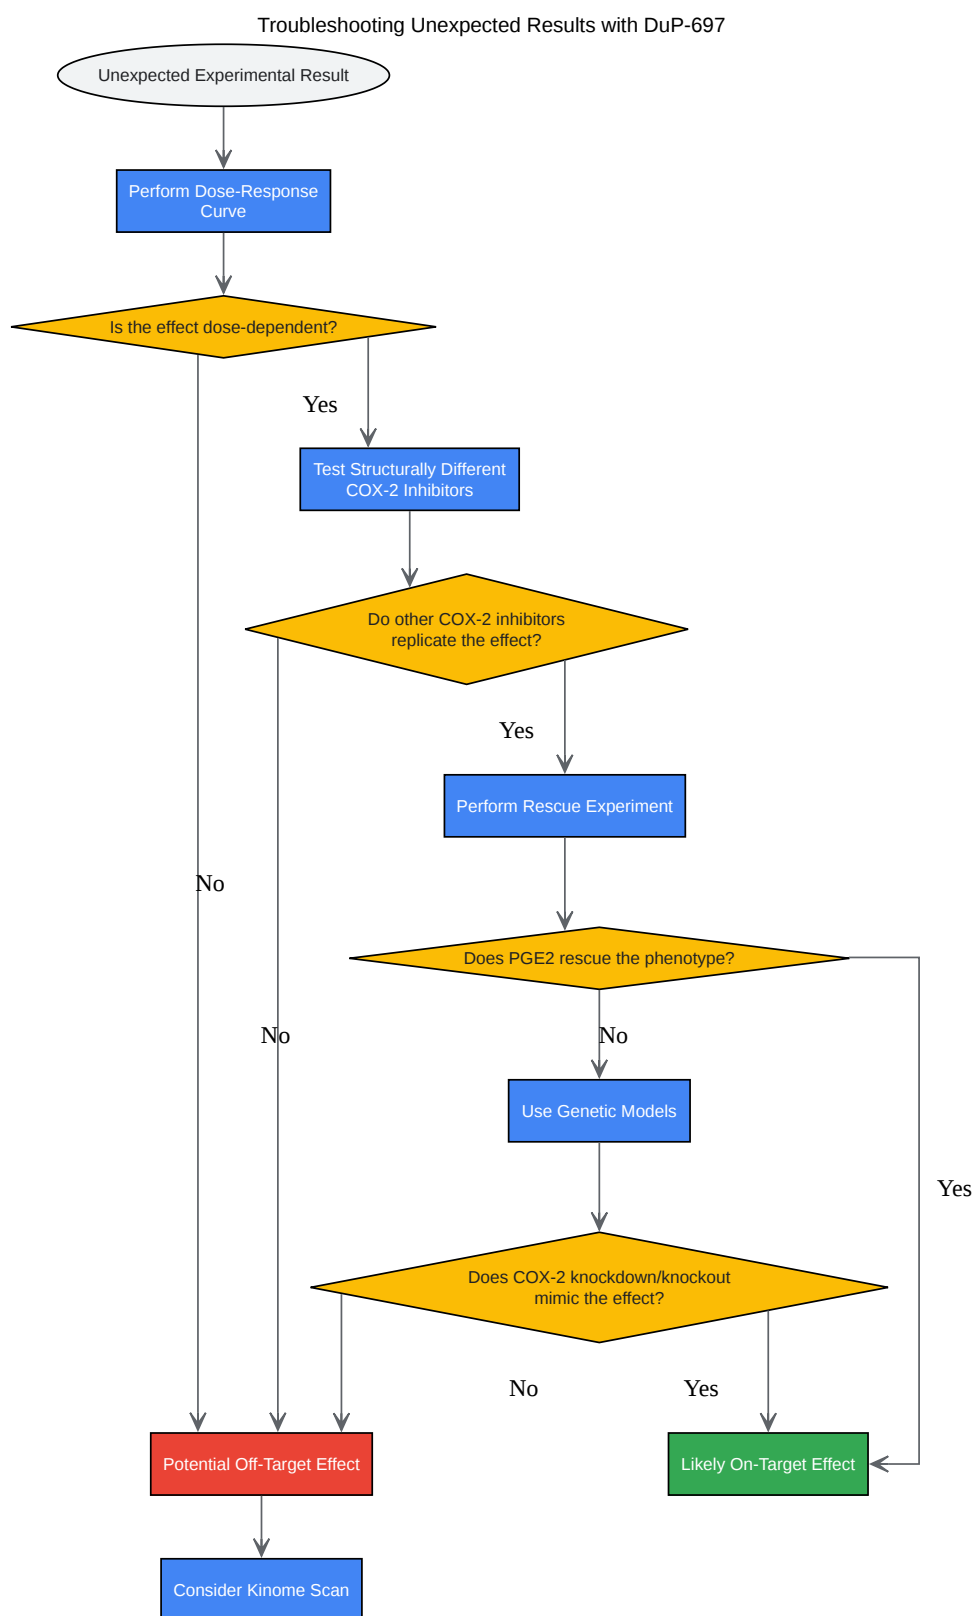 Troubleshooting Unexpected Results with DuP-697
Unexpected Experimental Result
Perform Dose-Response
Curve
Is the effect dose-dependent?
Yes
Test Structurally Different
COX-2 Inhibitors
Do other COX-2 inhibitors
replicate the effect?
Yes
Perform Rescue Experiment
No
Does PGE2 rescue the phenotype?
No
No
Use Genetic Models
Yes
Does COX-2 knockdown/knockout
mimic the effect?
No
Yes
Potential Off-Target Effect
Likely On-Target Effect
Consider Kinome Scan